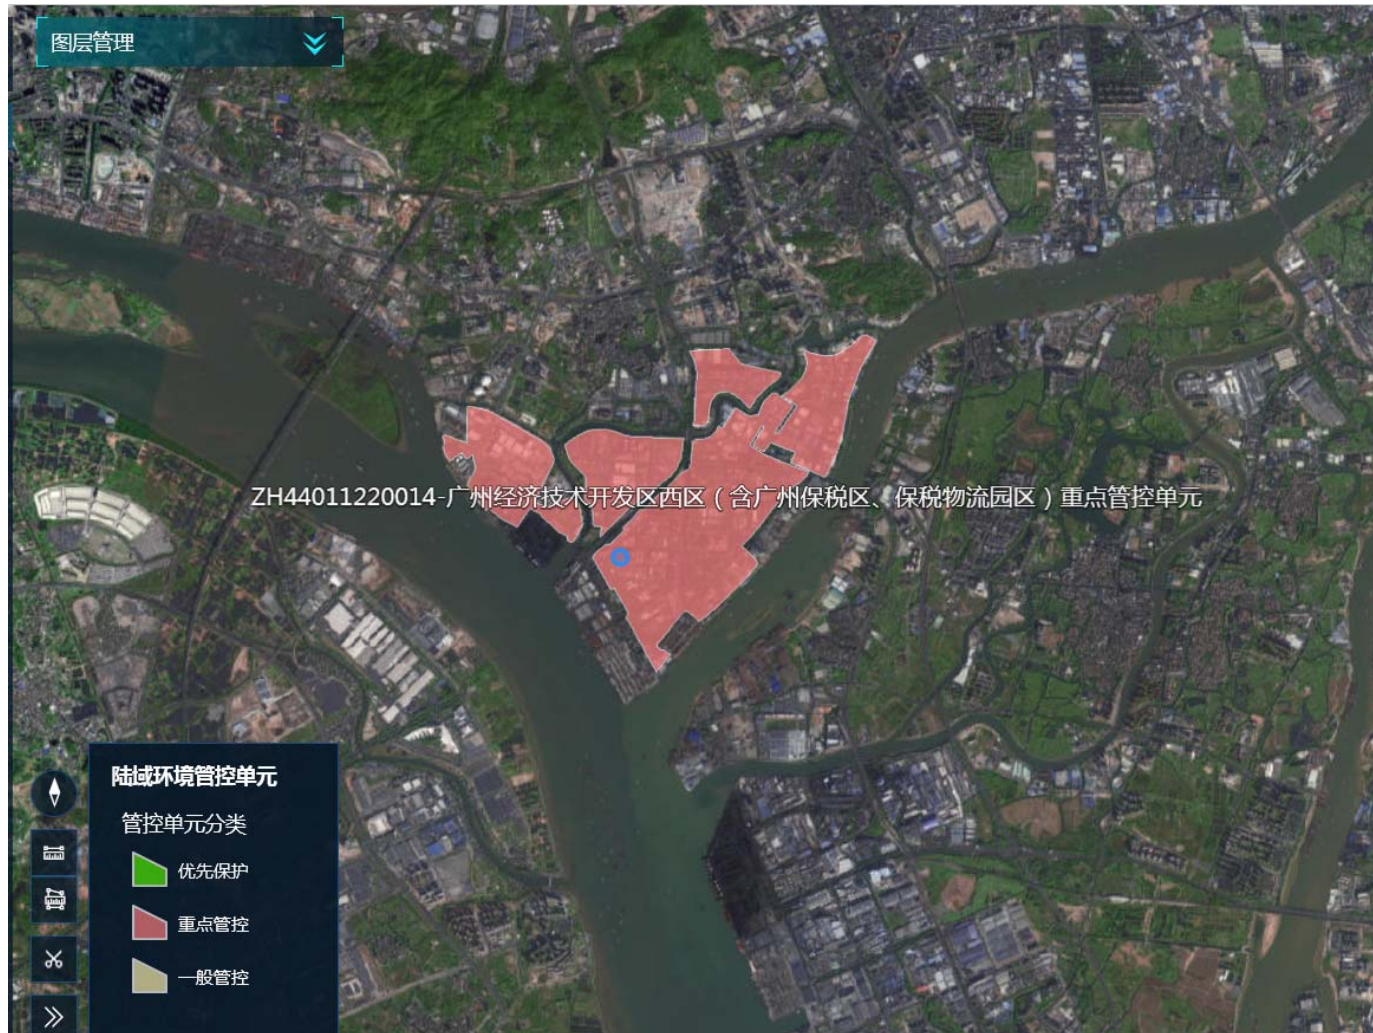 图层管理
ZH44011220014-广州经济技术开发区西区（含广州保税区、保税物流园区）重点管控单元
陆域环境管控单元
管控单元分类
优先保护
重点管控
一般管控